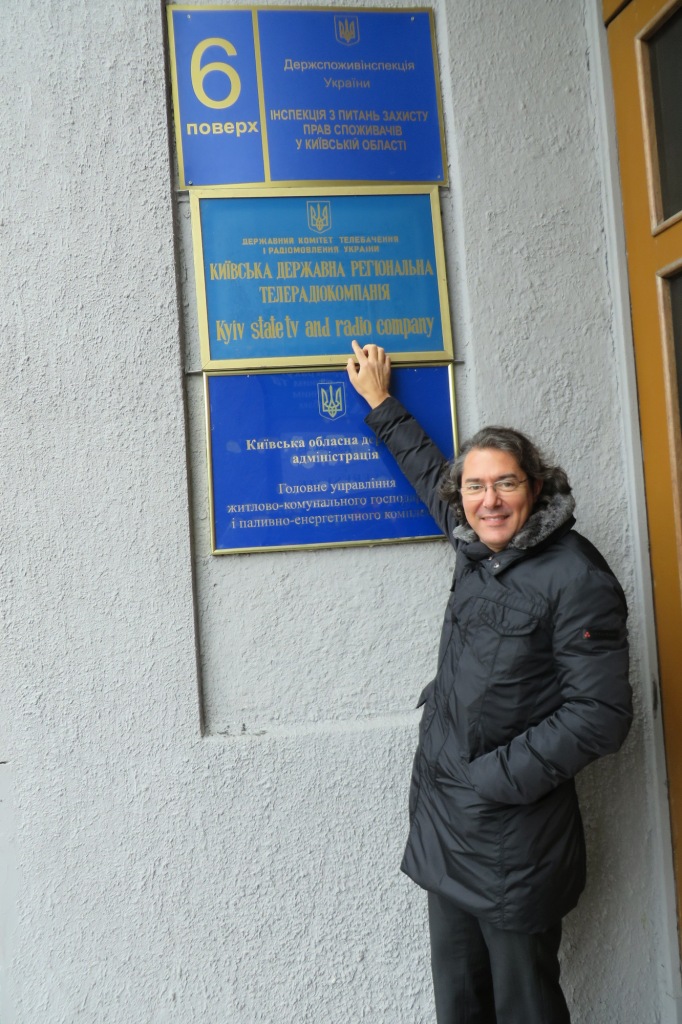 6
поверх
Держспоживінспекція
України
ІНСПЕКЦІЯ З ПИТАНЬ ЗАХИСТУ
ПРАВ СПОЖИВАЧІВ
У КИЇВСЬКІЙ ОБЛАСТІ
ДЕРЖАВНИЙ КОМІТЕТ ТЕЛЕБАЧЕННЯ
І РАДІОМОВЛЕННЯ УКРАЇНИ
КИЇВСЬКА ДЕРЖАВНА РЕГІОНАЛЬНА
ТЕЛЕРАДІОКОМПАНІЯ
Kyiv state tv and radio company
Київська обласна
адміністрація
Головне управління
житлово-комунального
і паливно-енергетичного